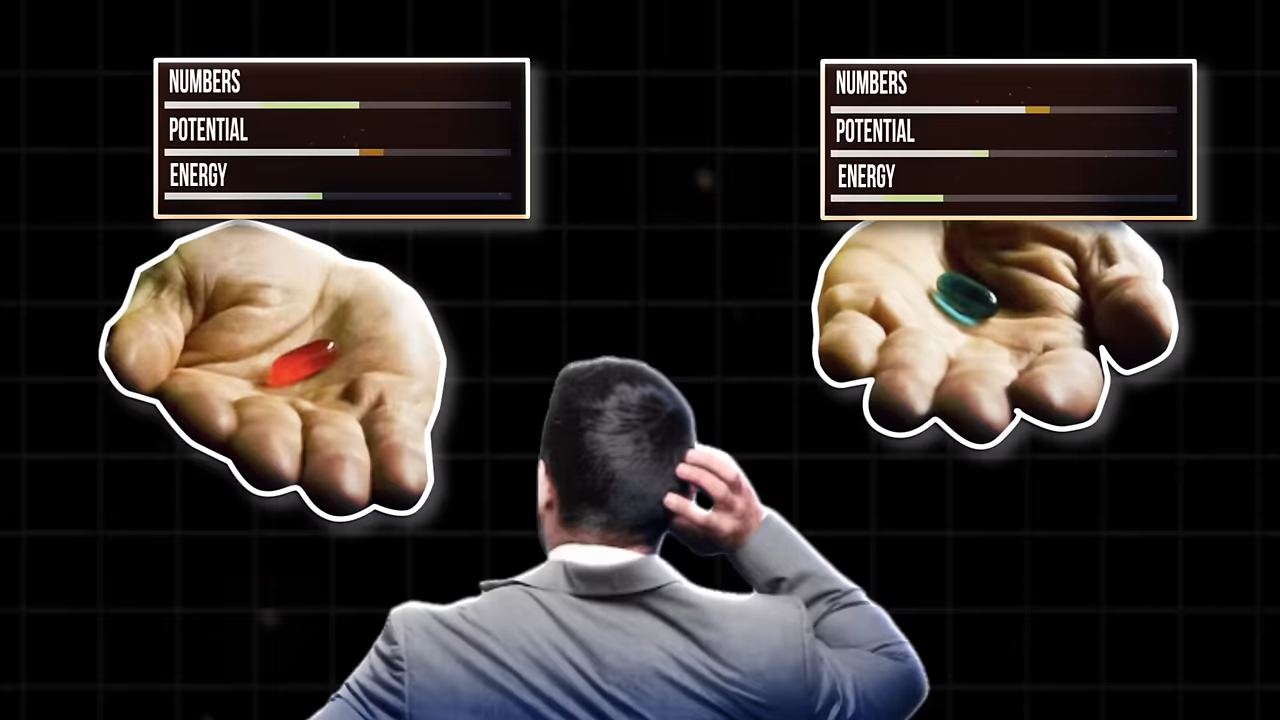 NUMBERS
POTENTIAL
ENERGY
NUMBERS
POTENTIAL
ENERGY